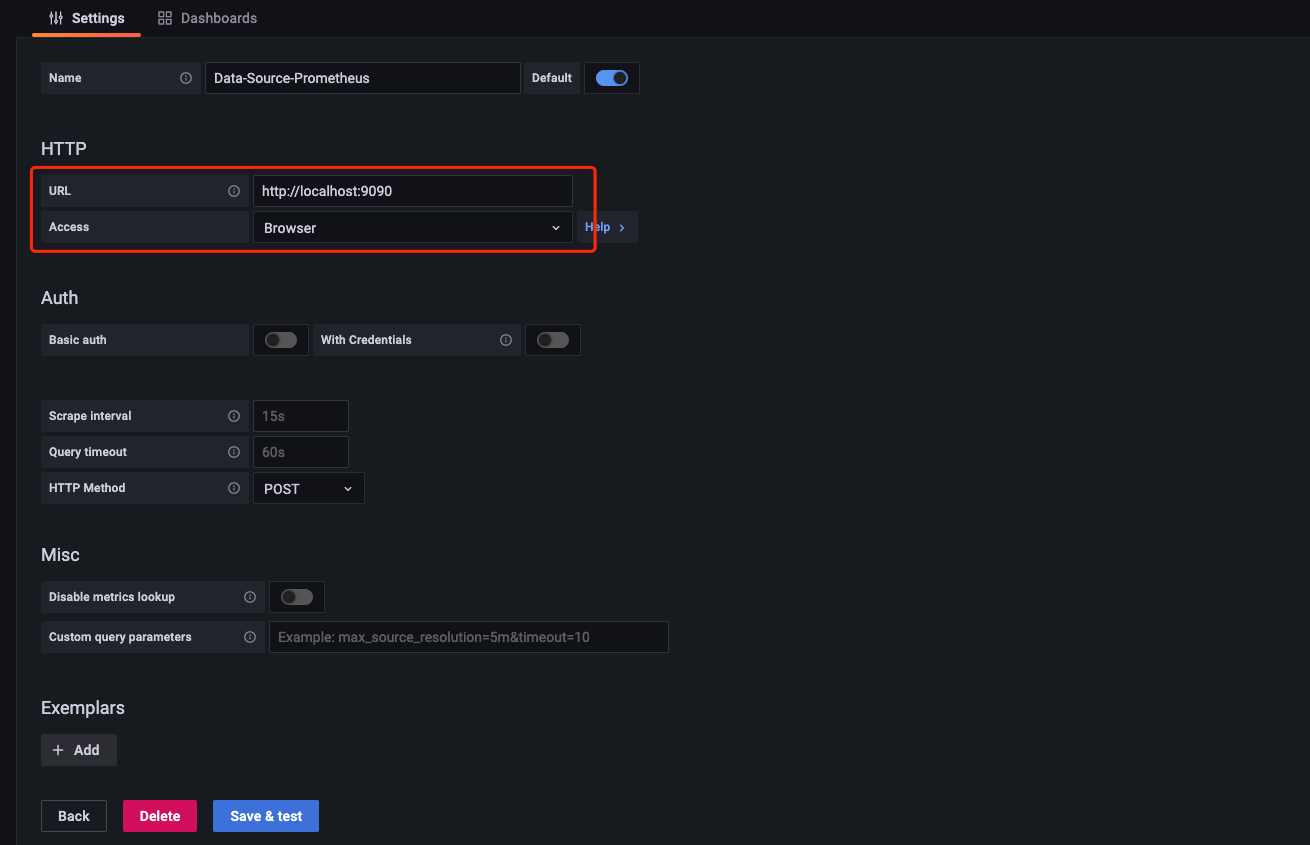 Settings Dashboards
Name Data-Source-Prometheus Default
HTTP
URL http://localhost:9090
Access Browser Help
Auth
Basic auth With Credentials
Scrape interval 15s
Query timeout 60s
HTTP Method POST
Misc
Disable metrics lookup
Custom query parameters Example: max_source_resolution=5m&timeout=10
Exemplars
+ Add
Back Delete Save & test